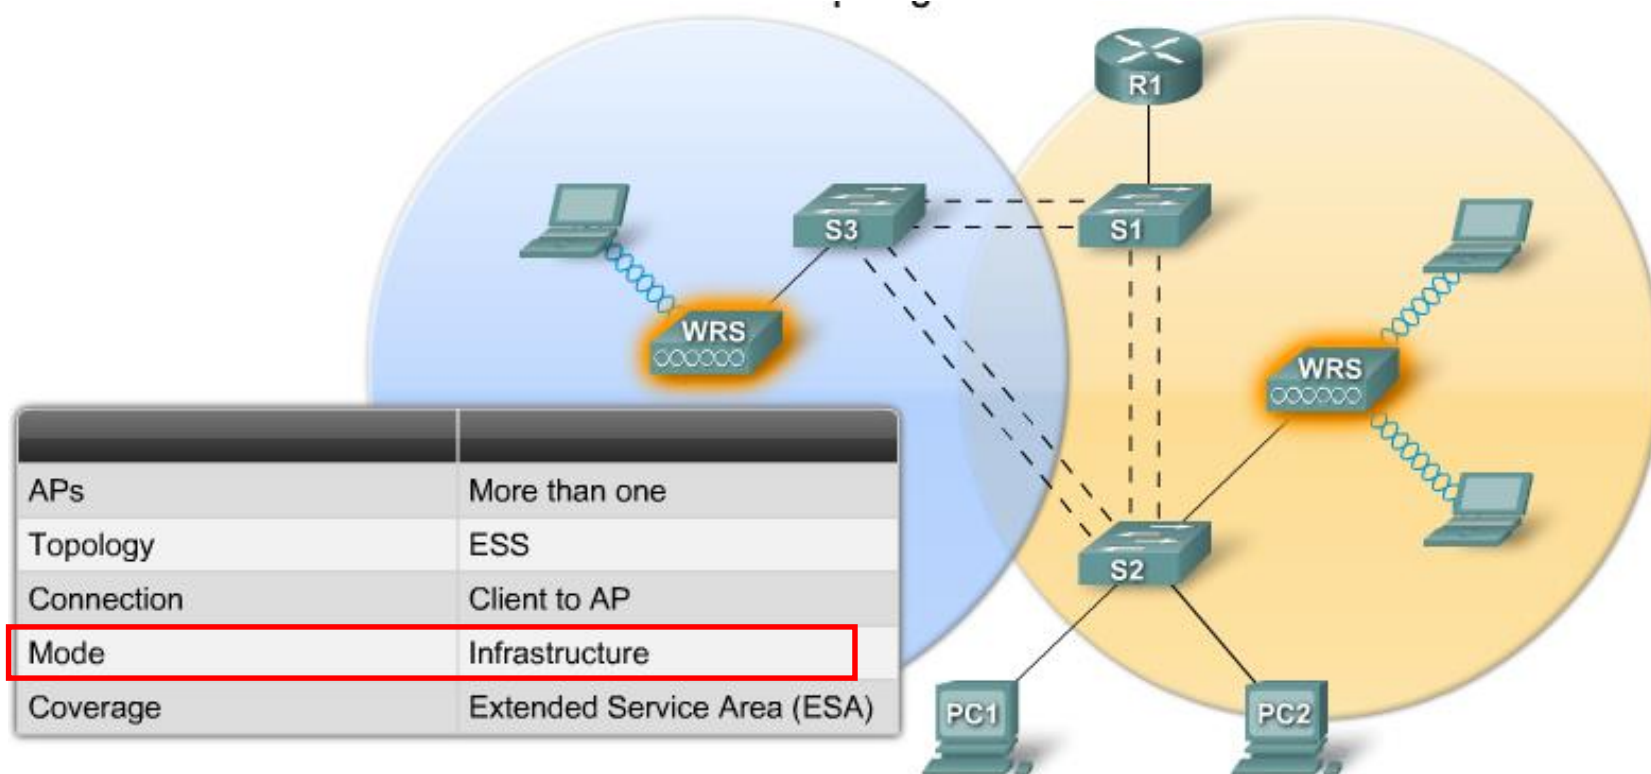 R1
S3
S1
WRS
WRS
APs More than one
Topology ESS
Connection Client to AP
Mode Infrastructure
Coverage Extended Service Area (ESA)
S2
PC1
PC2